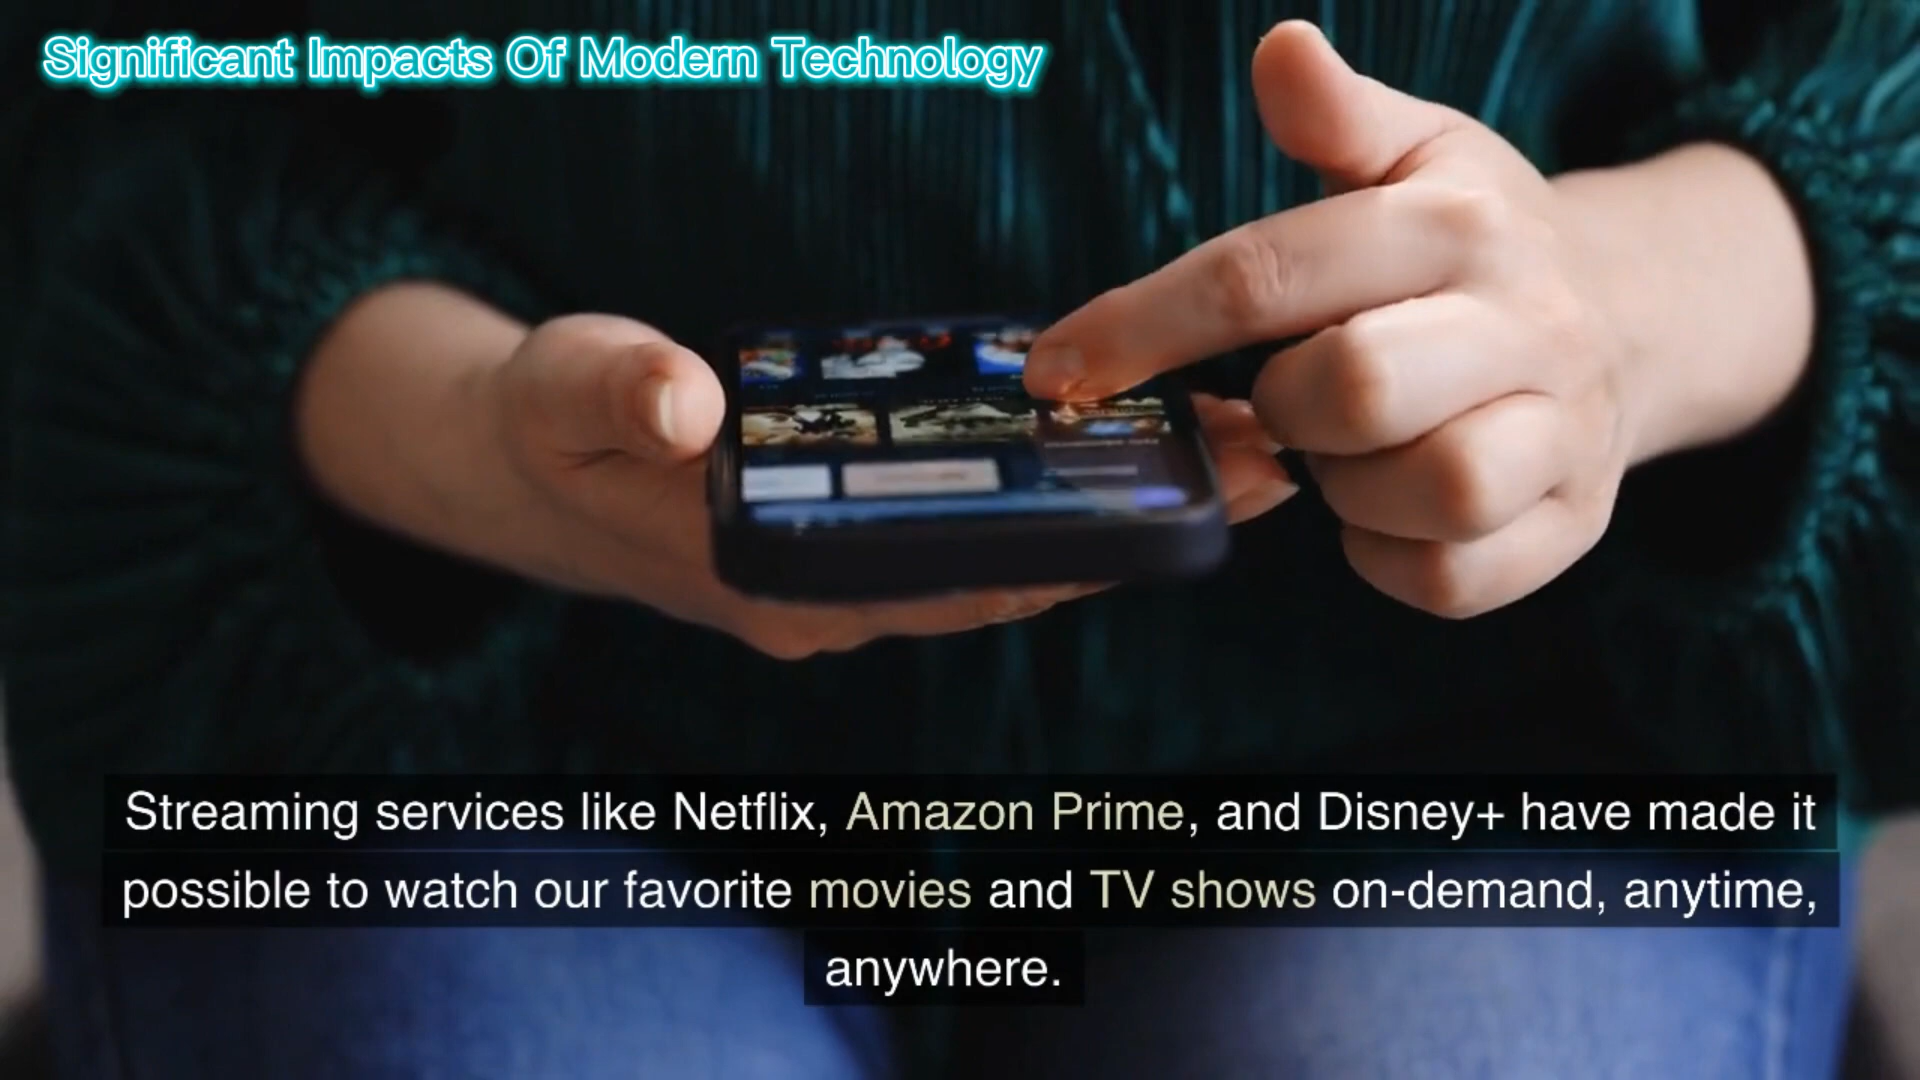 Significant Impacts Of Modern Technology
Streaming services like Netflix, Amazon Prime, and Disney+ have made it
possible to watch our favorite movies and TV shows on-demand, anytime,
anywhere.